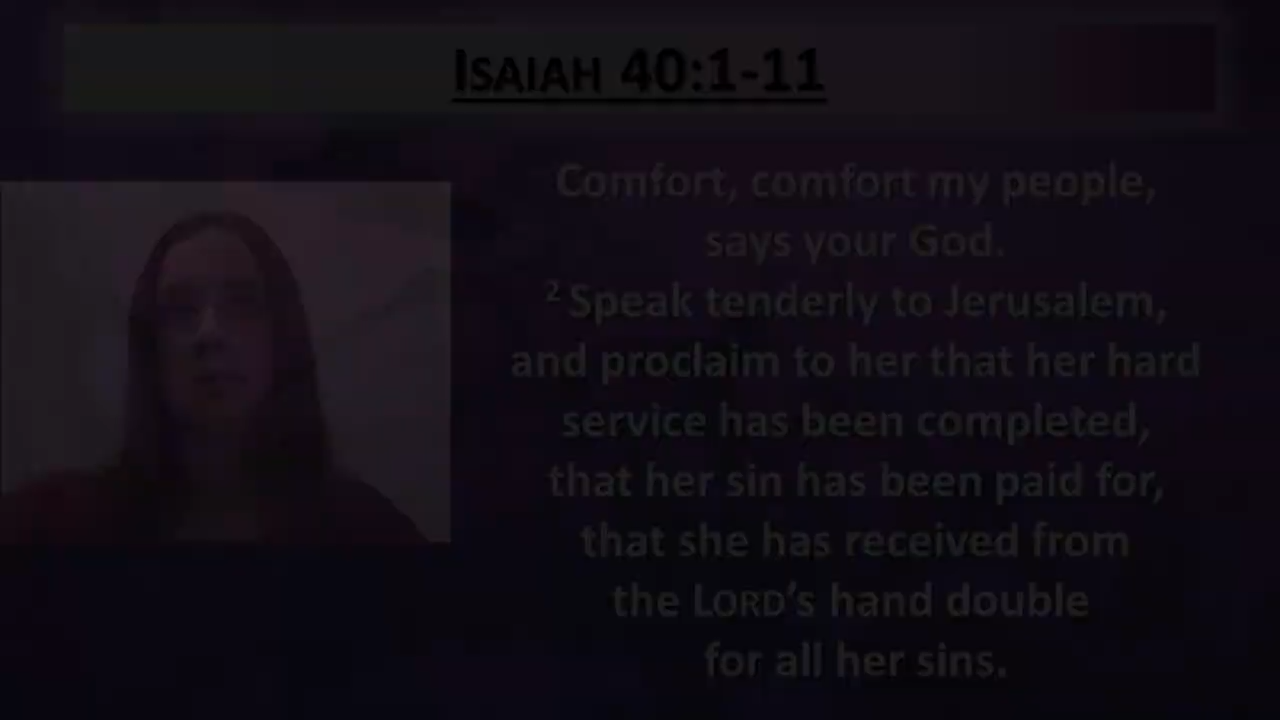 ISAIAH 40:1-11
Comfort, comfort my people,
says your God.
² Speak tenderly to Jerusalem,
and proclaim to her that her hard
service has been completed,
that her sin has been paid for,
that she has received from
the LORD’s hand double
for all her sins.